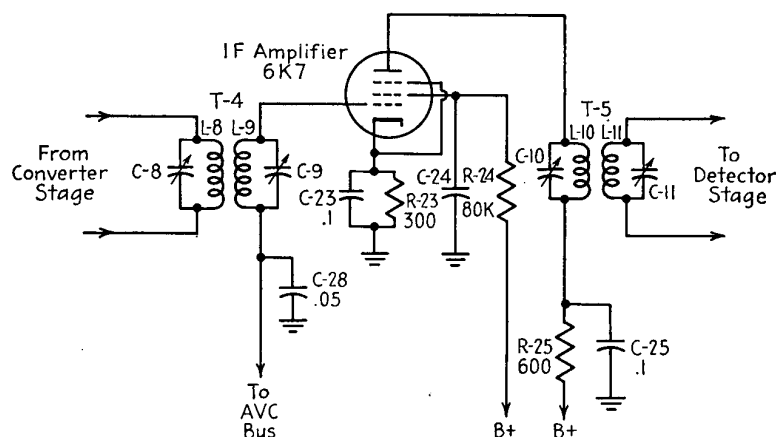 IF Amplifier
6K7
T-4
L-8
L-9
From
Converter
Stage
C-8
C-9
C-23
.1
R-23
300
C-24
R-24
80K
T-5
L-10
L-11
C-10
C-11
To
Detector
Stage
C-28
.05
R-25
600
C-25
.1
To
AVC
Bus
B+
B+